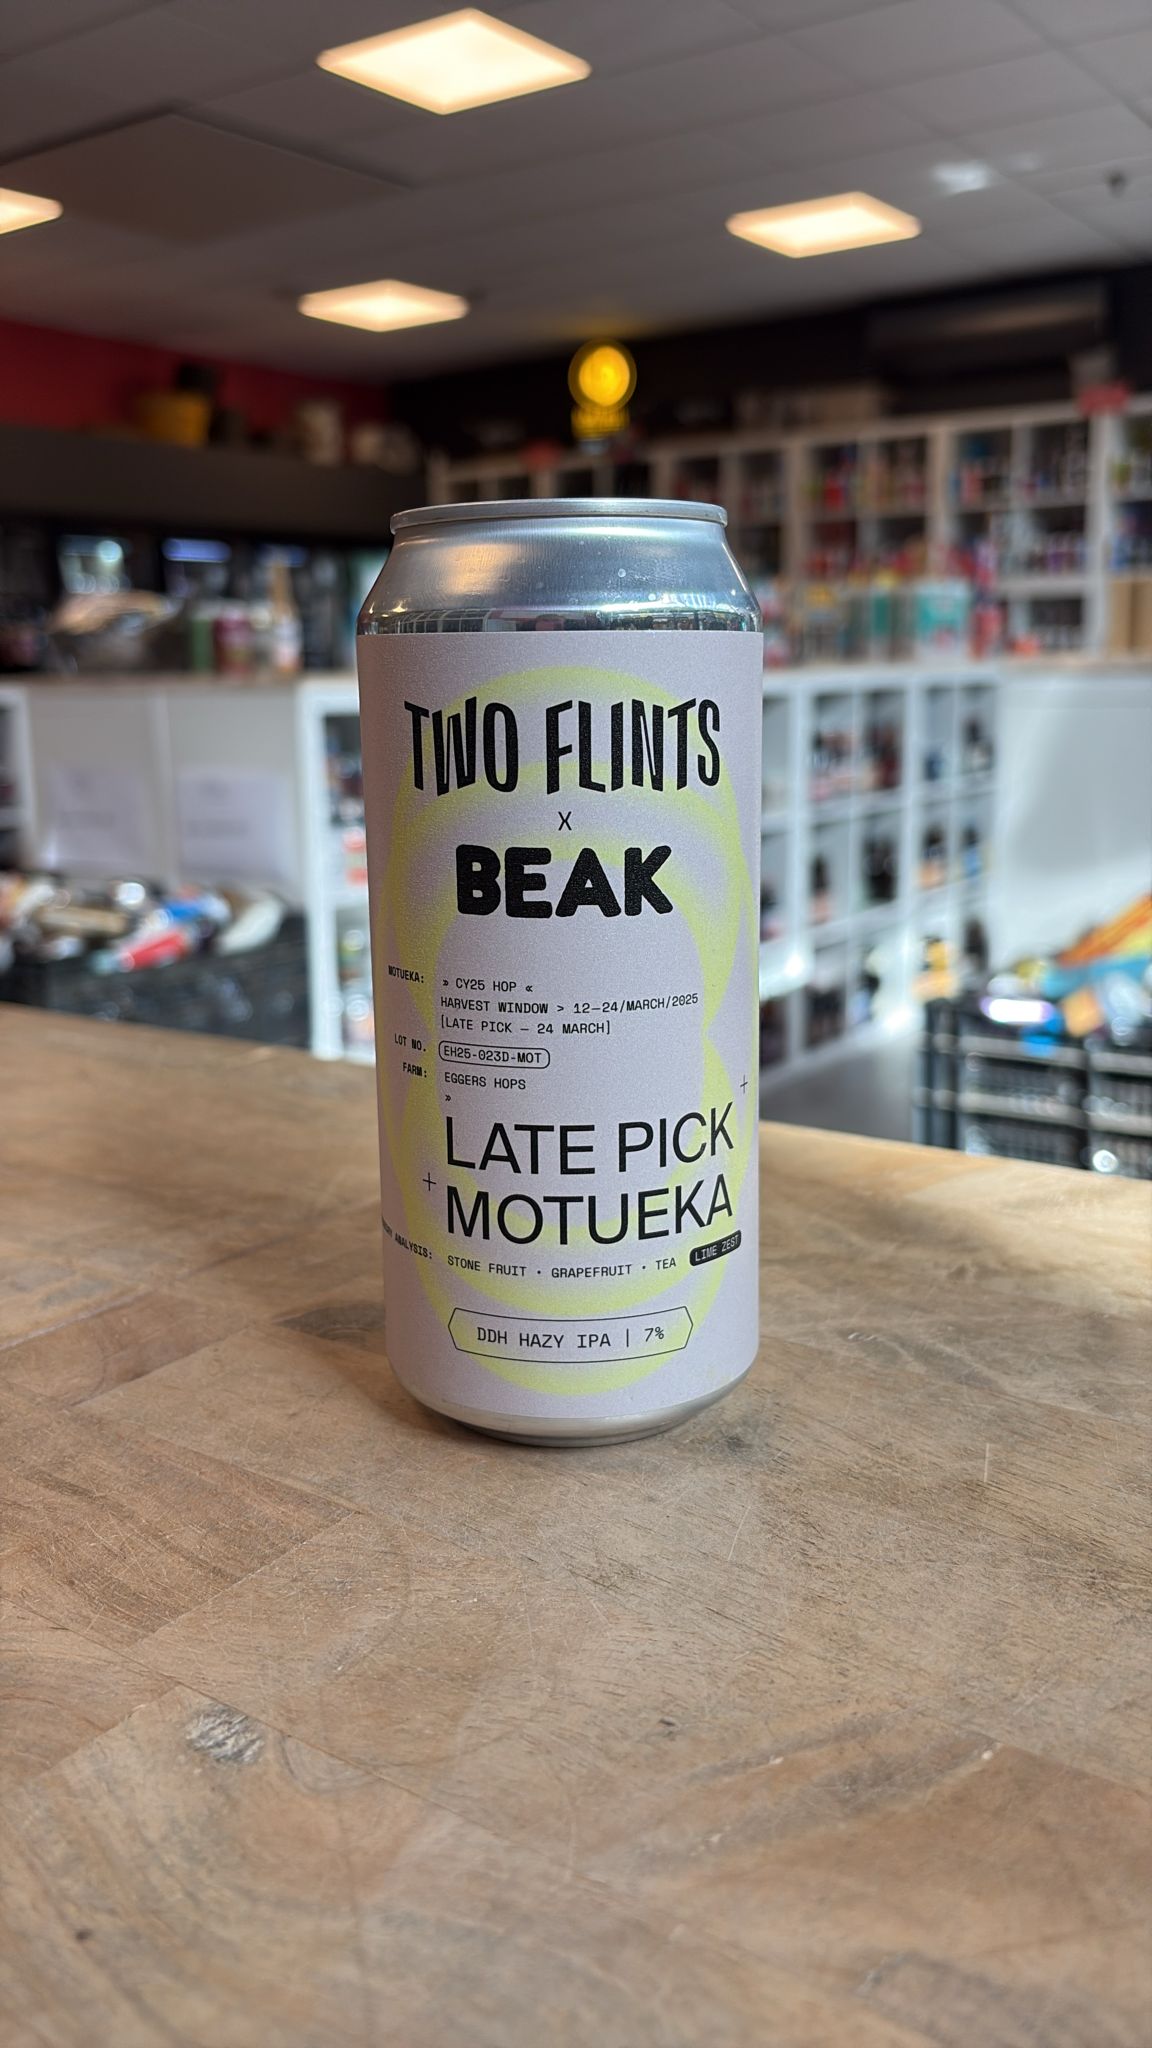 TWO FLINTS
X
BEAK
MOTUEKA: » CY25 HOP «
HARVEST WINDOW > 12–24/MARCH/2025
[LATE PICK – 24 MARCH]
LOT NO. EH25-023D-MOT
FARM: EGGERS HOPS
»
LATE PICK
MOTUEKA
ANALYSIS: STONE FRUIT • GRAPEFRUIT • TEA LIME ZEST
DDH HAZY IPA | 7%